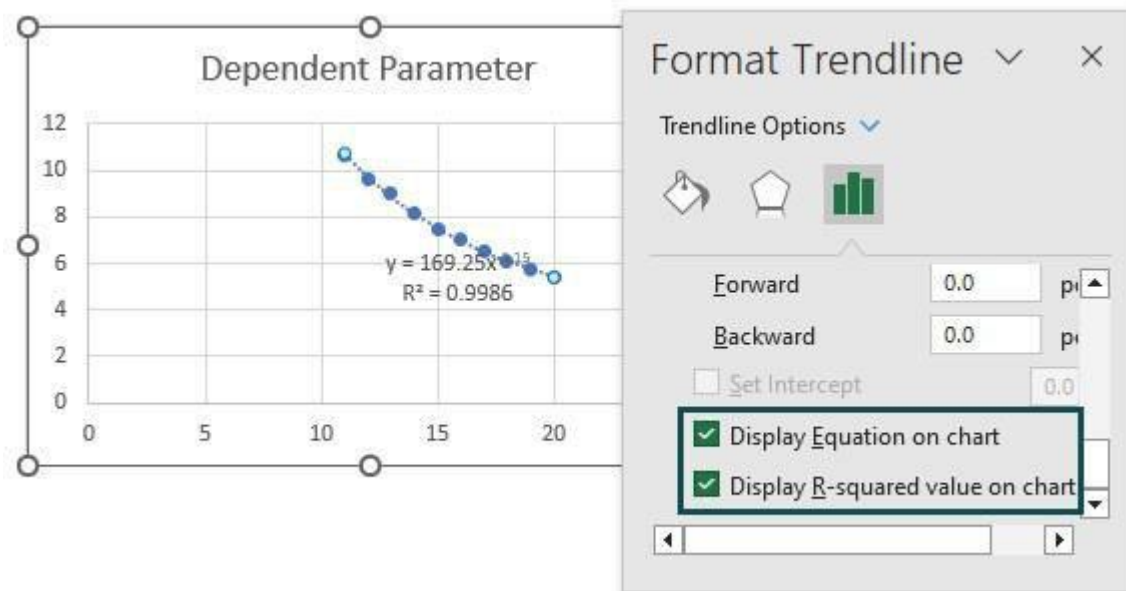 Dependent Parameter
12
10
8
6
4
2
0
0 5 10 15 20
y = 169.25x
R² = 0.9986
Format Trendline
Trendline Options
Forward 0.0
Backward 0.0
Set Intercept 0.0
Display Equation on chart
Display R-squared value on chart